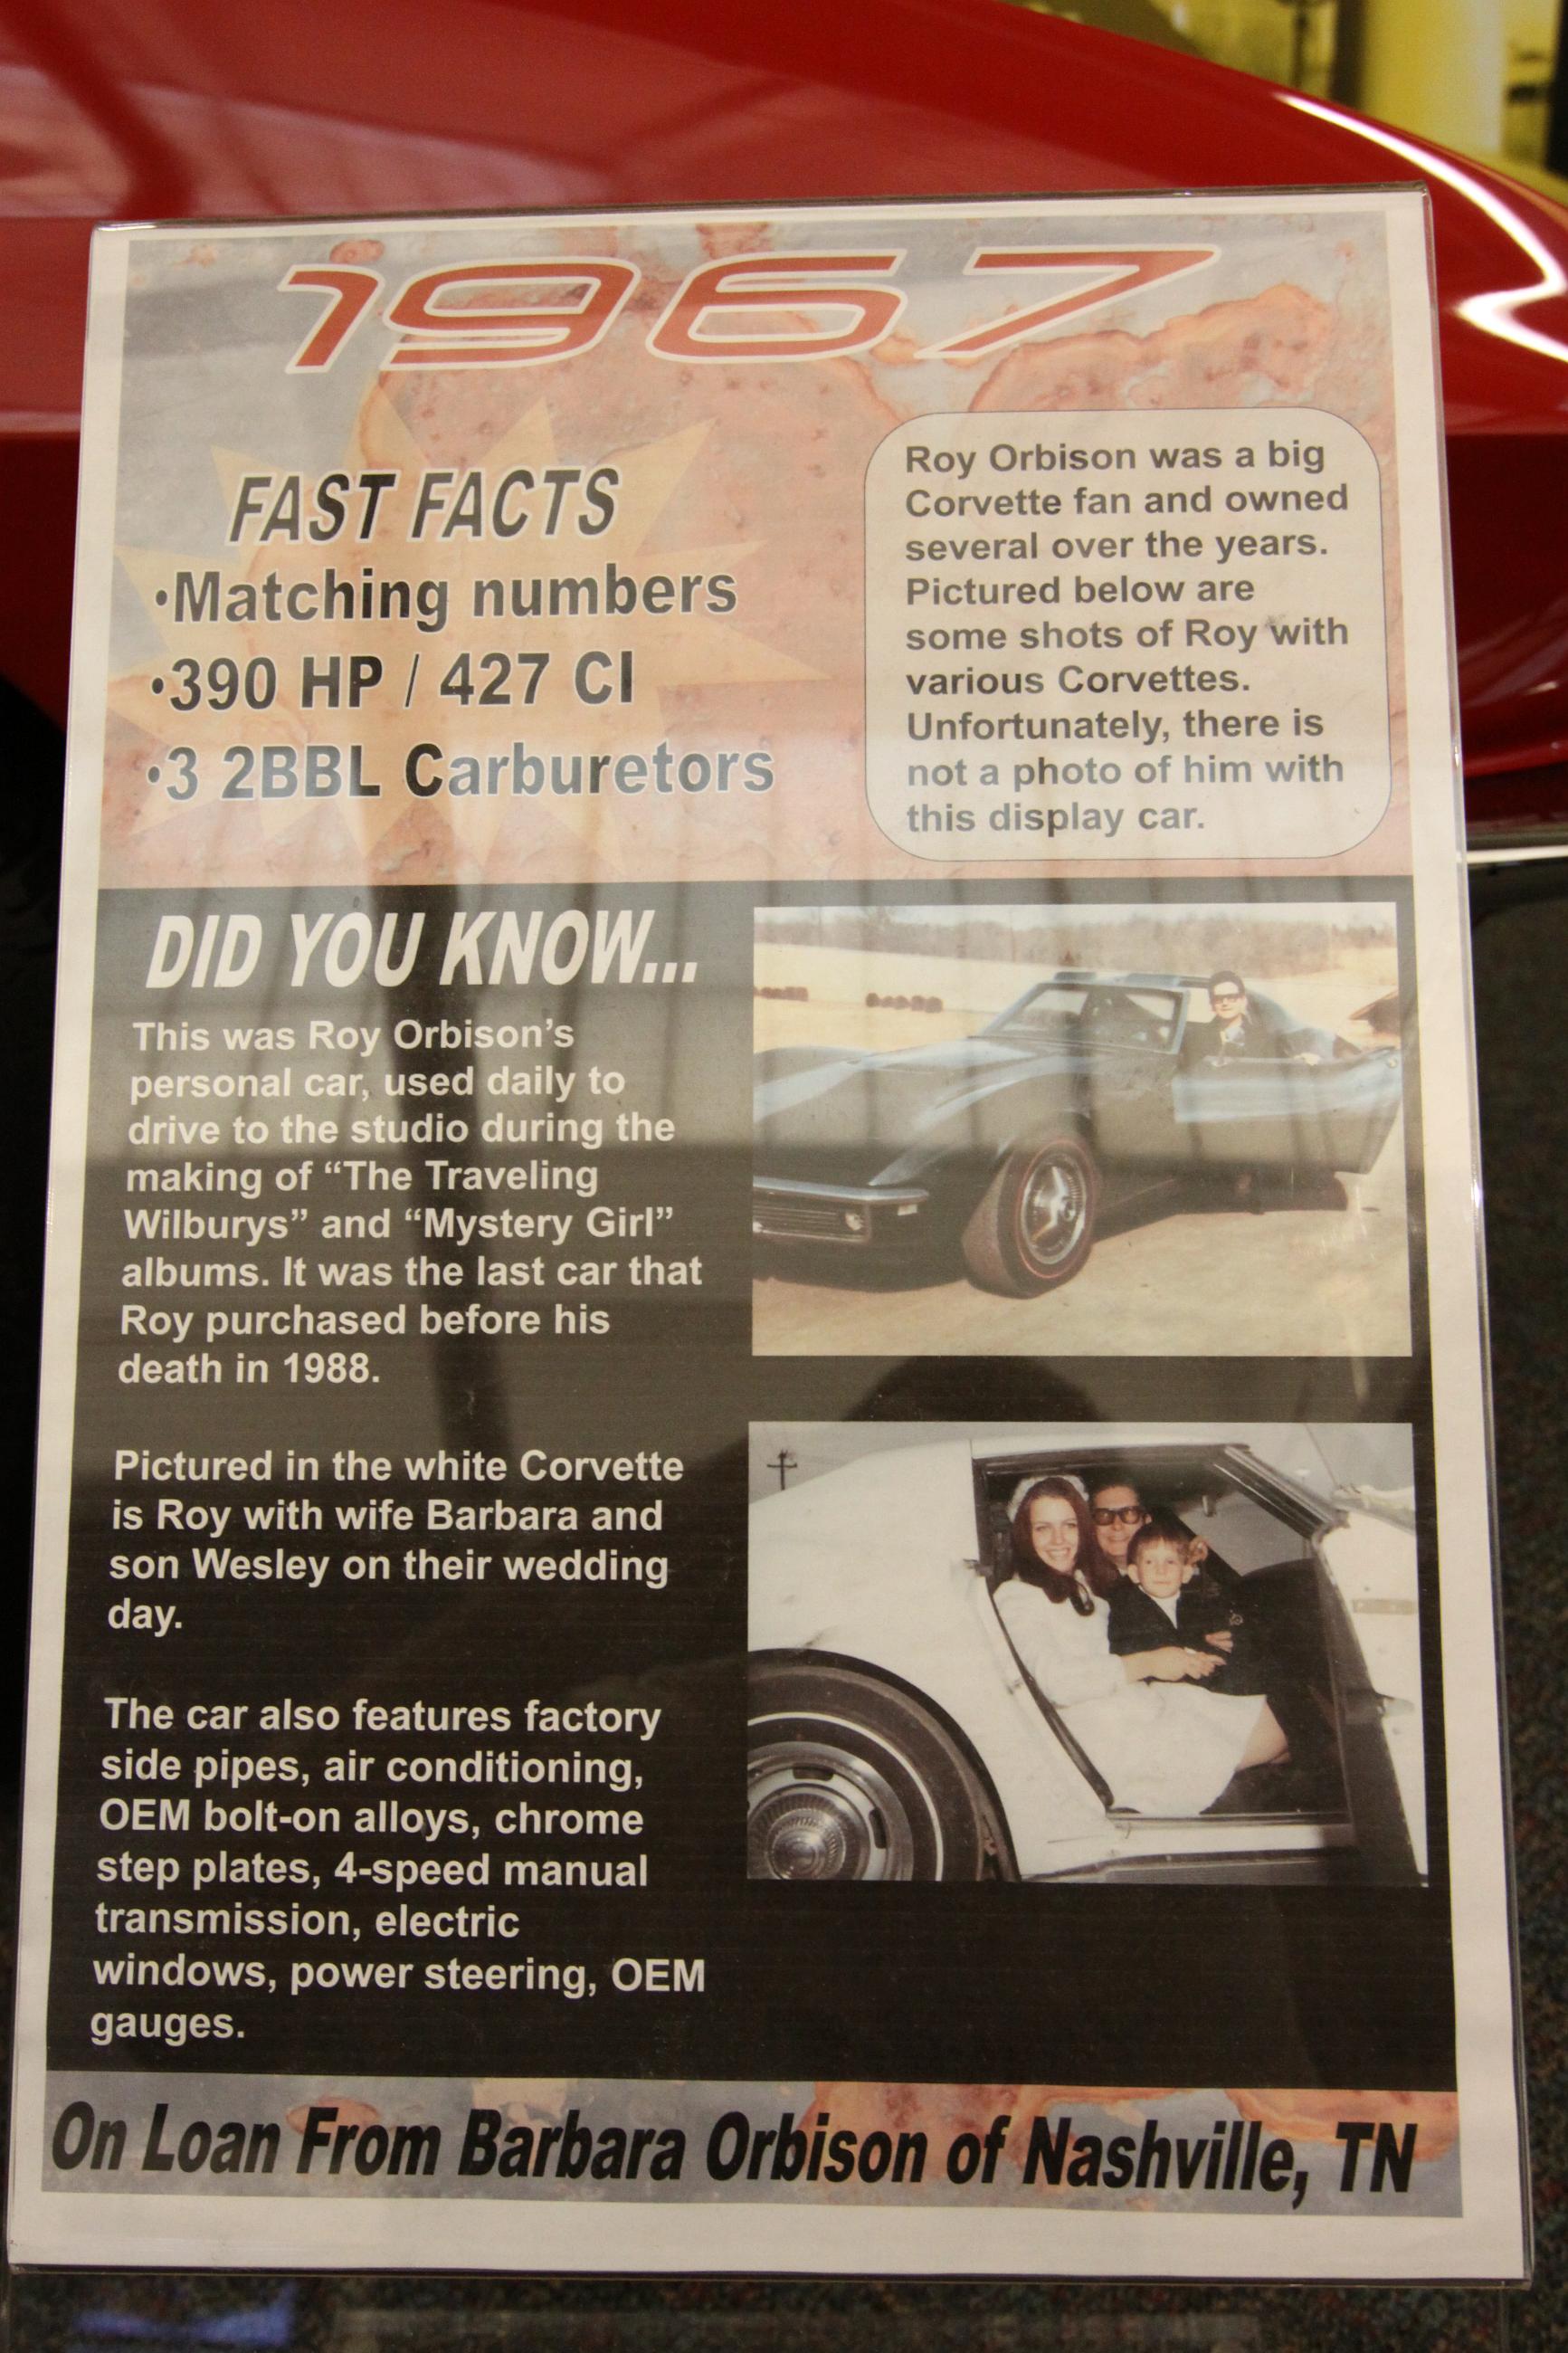 1967
FAST FACTS
•Matching numbers
•390 HP / 427 CI
•3 2BBL Carburetors
Roy Orbison was a big
Corvette fan and owned
several over the years.
Pictured below are
some shots of Roy with
various Corvettes.
Unfortunately, there is
not a photo of him with
this display car.
DID YOU KNOW...
This was Roy Orbison’s
personal car, used daily to
drive to the studio during the
making of “The Traveling
Wilburys” and “Mystery Girl”
albums. It was the last car that
Roy purchased before his
death in 1988.
Pictured in the white Corvette
is Roy with wife Barbara and
son Wesley on their wedding
day.
The car also features factory
side pipes, air conditioning,
OEM bolt-on alloys, chrome
step plates, 4-speed manual
transmission, electric
windows, power steering, OEM
gauges.
On Loan From Barbara Orbison of Nashville, TN